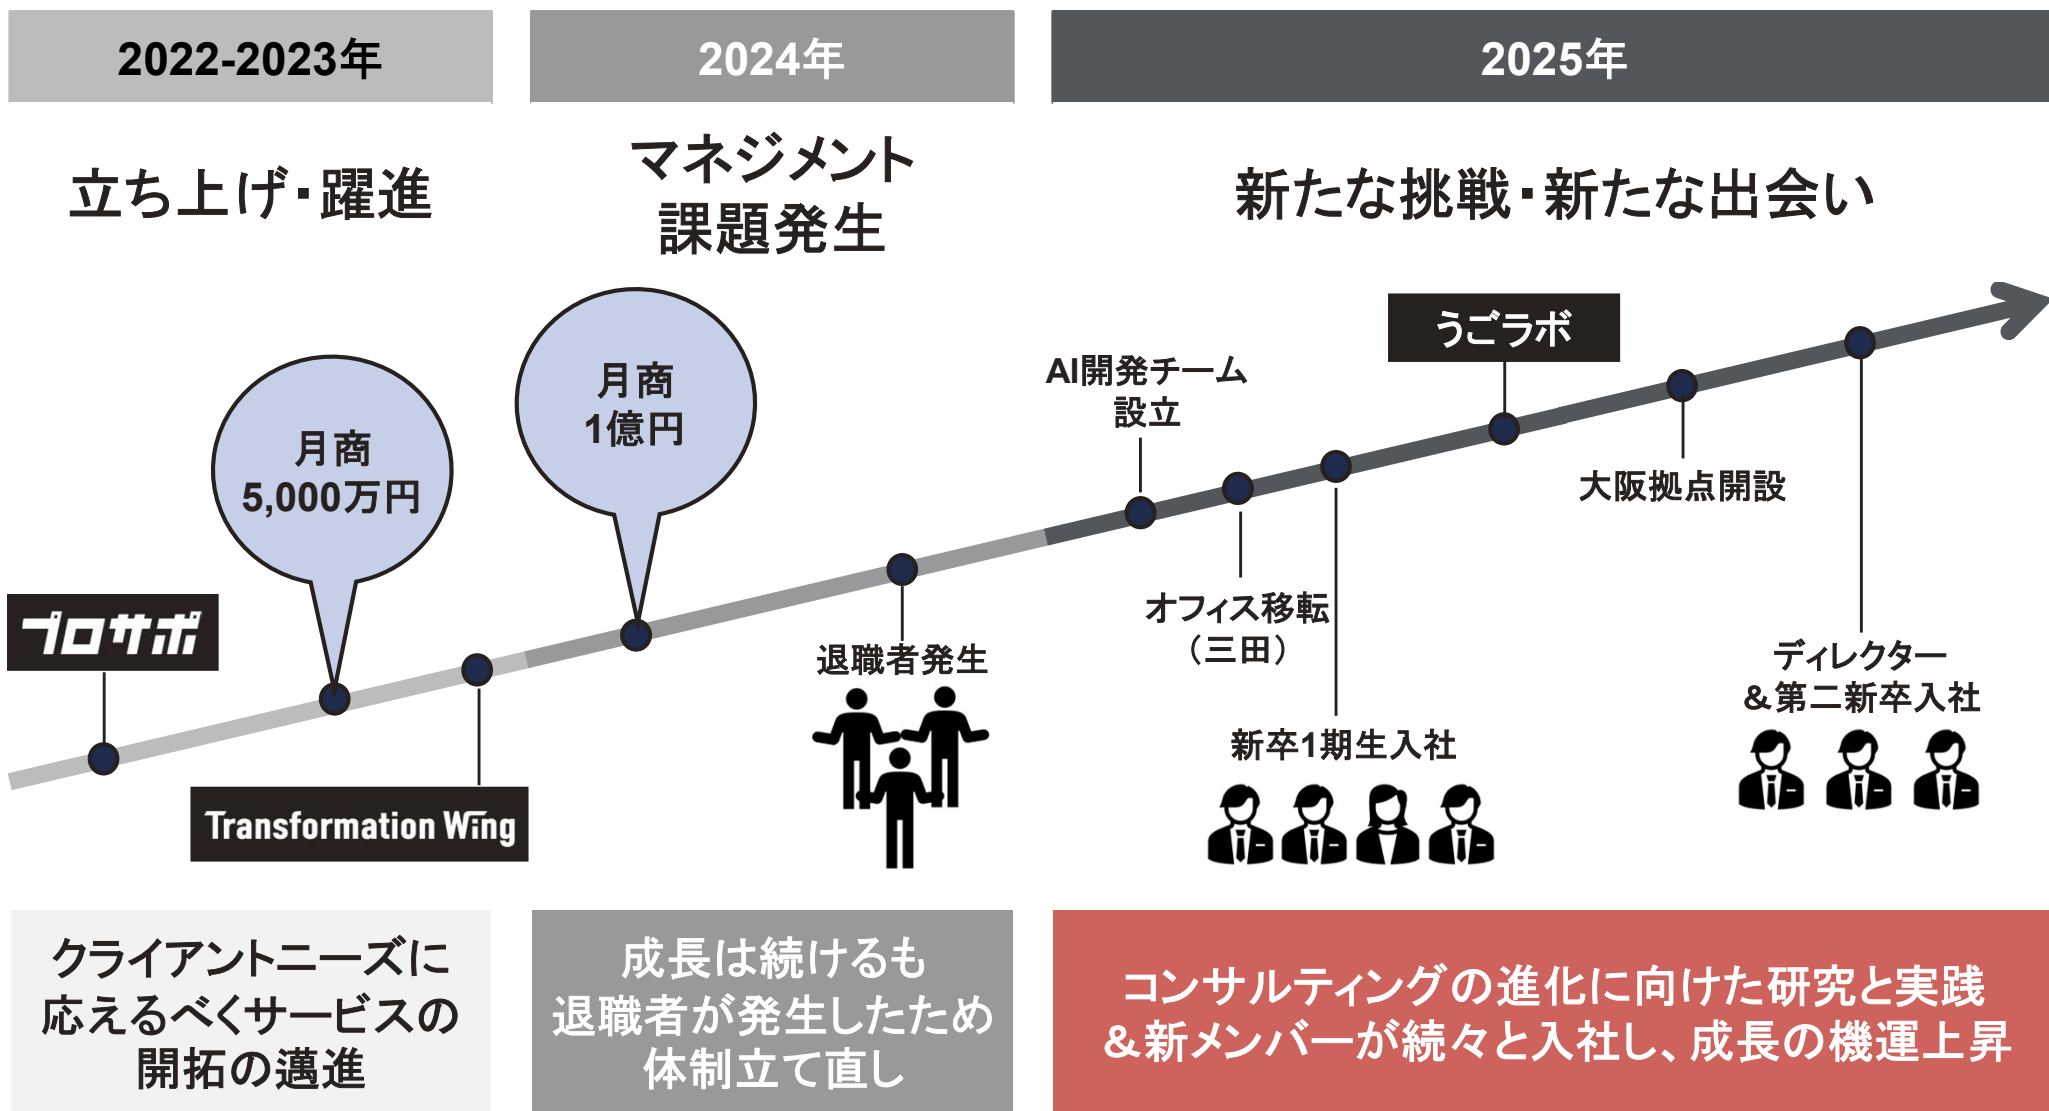 2022-2023年
2024年
2025年
立ち上げ・躍進
マネジメント
課題発生
新たな挑戦・新たな出会い
プロサポ
月商
5,000万円
Transformation Wing
月商
1億円
退職者発生
AI開発チーム
設立
オフィス移転
（三田）
新卒1期生入社
うごラボ
大阪拠点開設
ディレクター
＆第二新卒入社
クライアントニーズに
応えるべくサービスの
開拓の邁進
成長は続けるも
退職者が発生したため
体制立て直し
コンサルティングの進化に向けた研究と実践
＆新メンバーが続々と入社し、成長の機運上昇